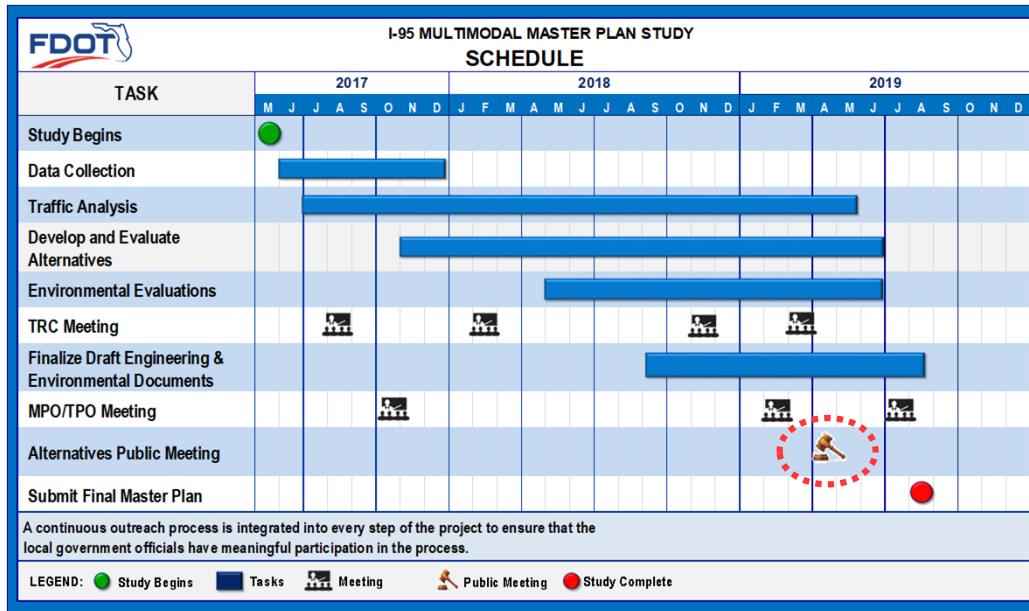 FDOT
I-95 MULTIMODAL MASTER PLAN STUDY
SCHEDULE
TASK
2017 2018 2019
M J J A S O N D J F M A M J J A S O N D J F M A M J J A S O N D
Study Begins
Data Collection
Traffic Analysis
Develop and Evaluate
Alternatives
Environmental Evaluations
TRC Meeting
Finalize Draft Engineering &
Environmental Documents
MPO/TPO Meeting
Alternatives Public Meeting
Submit Final Master Plan
A continuous outreach process is integrated into every step of the project to ensure that the
local government officials have meaningful participation in the process.
LEGEND: Study Begins Tasks Meeting Public Meeting Study Complete